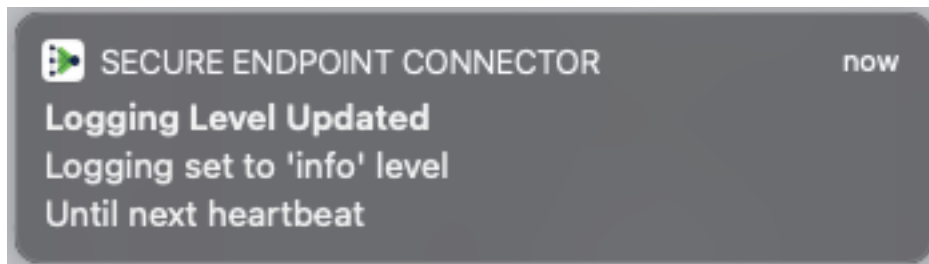 SECURE ENDPOINT CONNECTOR now
Logging Level Updated
Logging set to 'info' level
Until next heartbeat